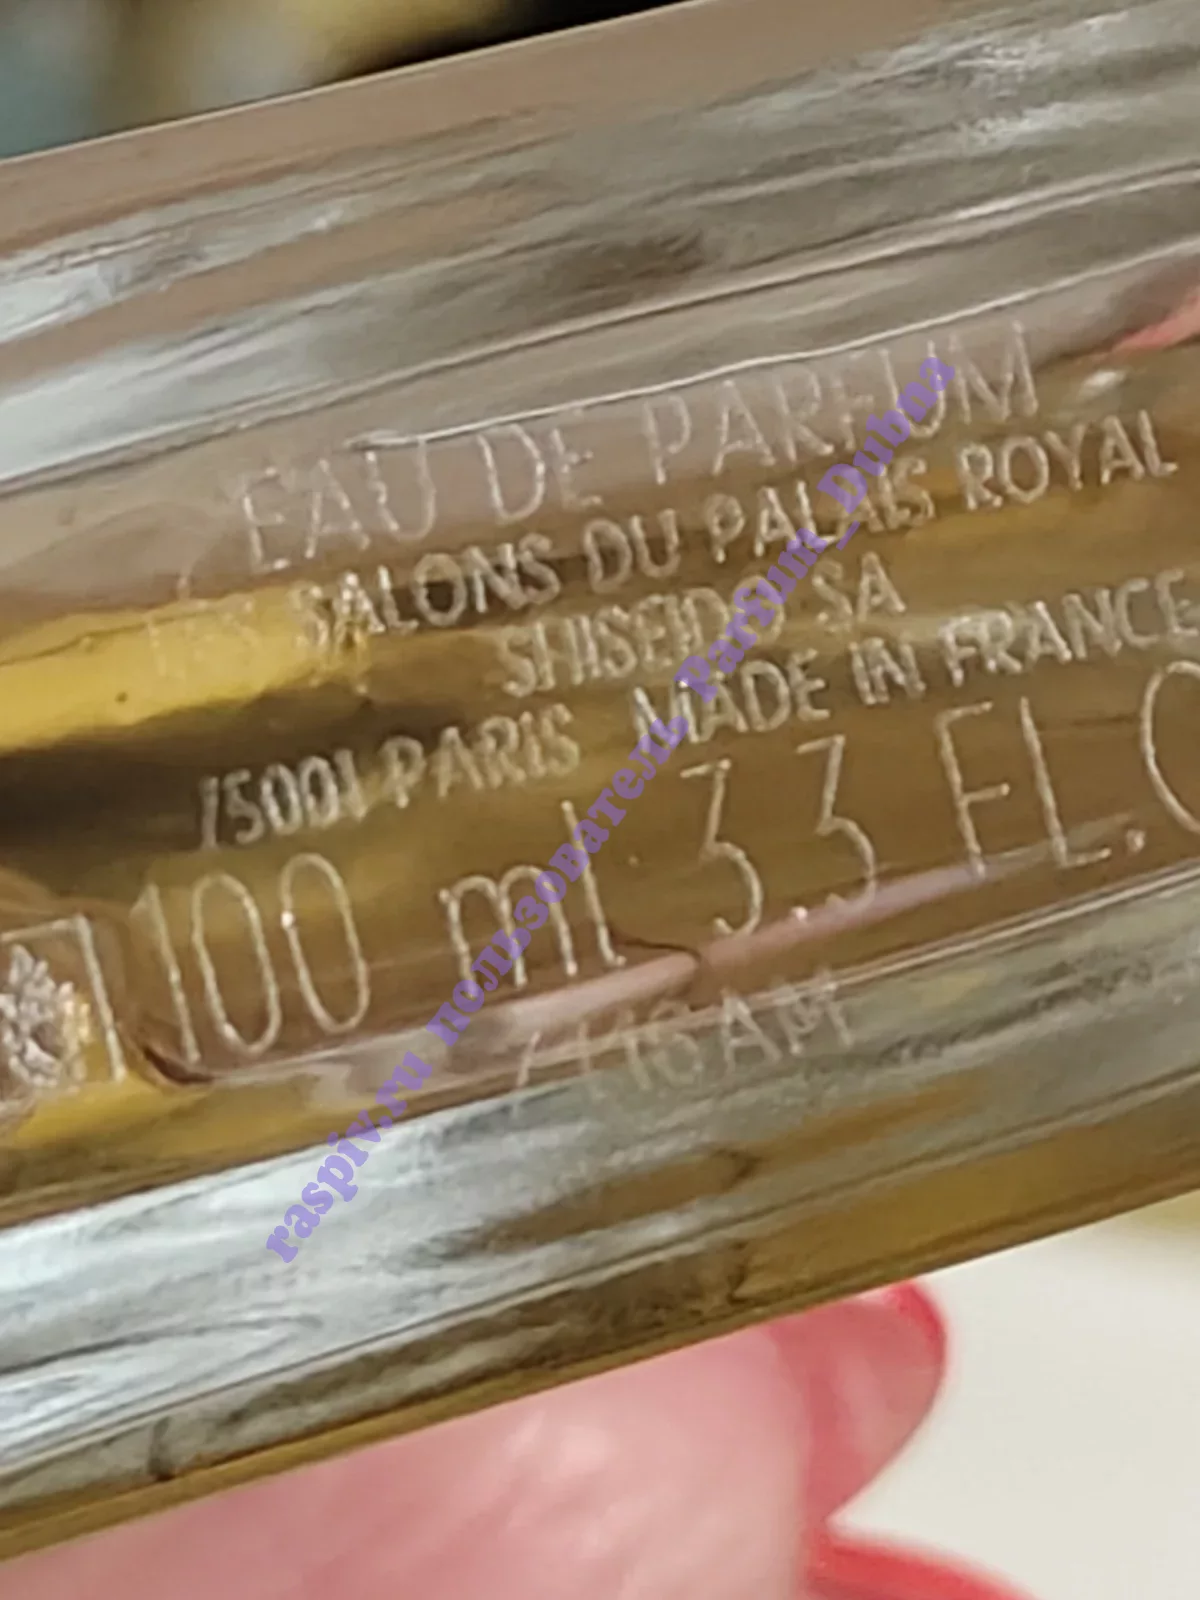 EAU DE PARFUM
LES SALONS DU PALAIS ROYAL
SHISEIDO SA
75001 PARIS MADE IN FRANCE
100 ml 3.3 FL.O
raspiv.ru пользователь Parfum_Dubna